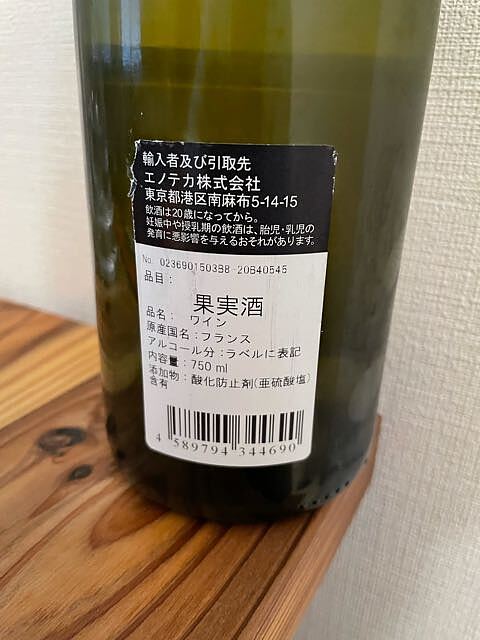 輸入者及び引取先
エノテカ株式会社
東京都港区南麻布5-14-15
飲酒は20歳になってから。
妊娠中や授乳期の飲酒は、胎児・乳児の
発育に悪影響を与えるおそれがあります。
No. 0236901503B8-20B40545
品目：
果実酒
品名： ワイン
原産国名：フランス
アルコール分：ラベルに表記
内容量：750 ml
添加物：酸化防止剤(亜硫酸塩)
含有
4 589794 344690